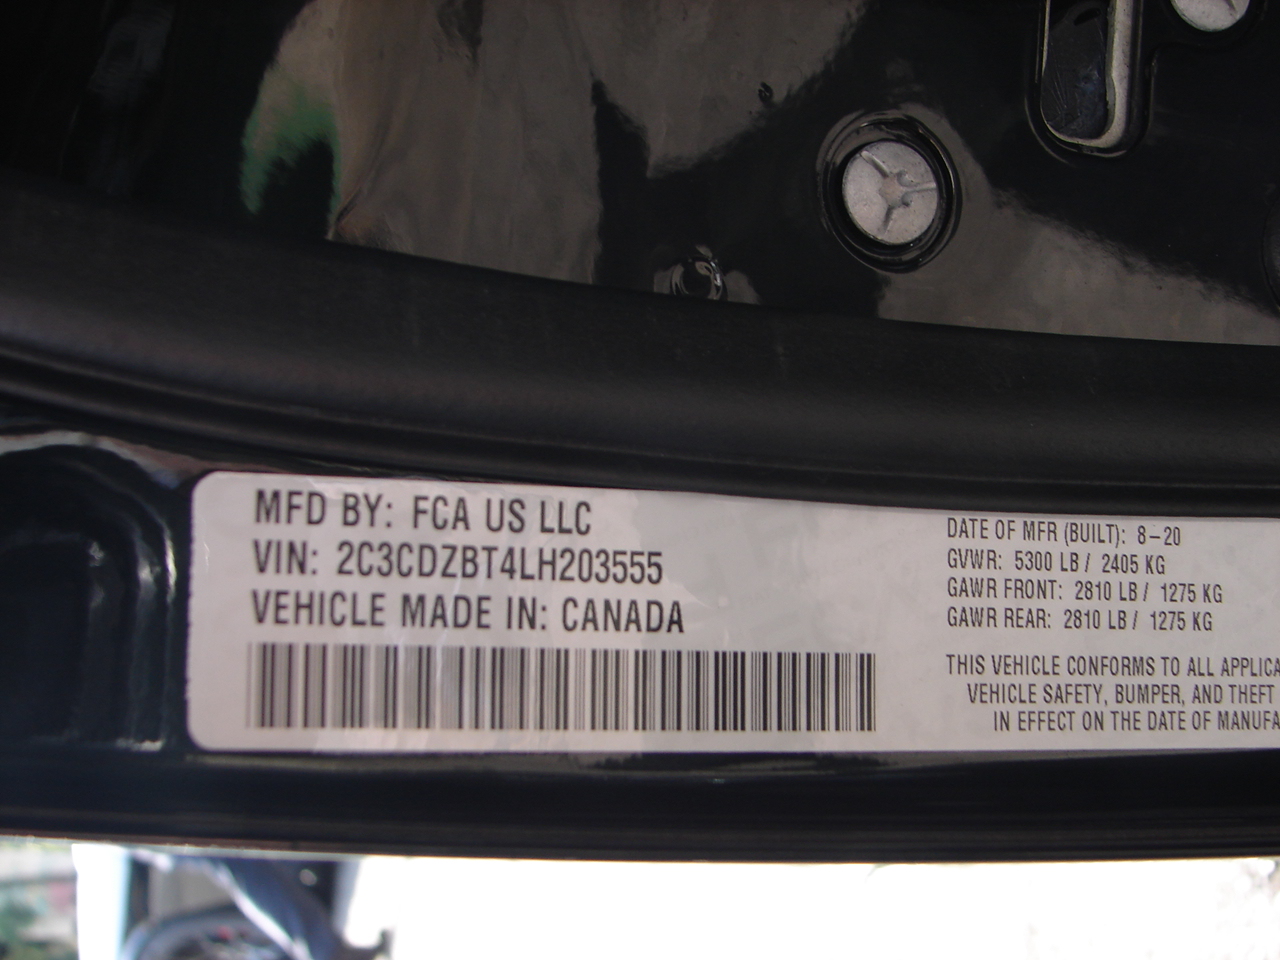 MFD BY: FCA US LLC
VIN: 2C3CDZBT4LH203555
VEHICLE MADE IN: CANADA
DATE OF MFR (BUILT): 8-20
GVWR: 5300 LB / 2405 KG
GAWR FRONT: 2810 LB / 1275 KG
GAWR REAR: 2810 LB / 1275 KG
THIS VEHICLE CONFORMS TO ALL APPLICA
VEHICLE SAFETY, BUMPER, AND THEFT
IN EFFECT ON THE DATE OF MANUFA